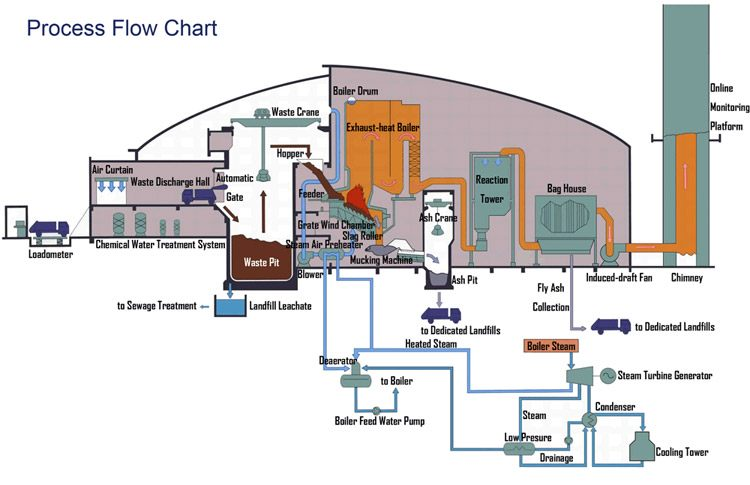 Process Flow Chart
Boiler Drum
Online
Monitoring
Platform
Waste Crane
Exhaust-heat Boiler
Hopper
Air Curtain
Waste Discharge Hall
Automatic
Gate
Feeder
Reaction
Tower
Bag House
Ash Crane
Grate Wind Chamber
Slag Roller
Chemical Water Treatment System
Steam Air Preheater
Loadometer
Waste Pit
Mucking Machine
Blower
Ash Pit
Induced-draft Fan
Chimney
Fly Ash
Collection
to Sewage Treatment
Landfill Leachate
to Dedicated Landfills
to Dedicated Landfills
Heated Steam
Boiler Steam
Deaerator
to Boiler
Steam Turbine Generator
Boiler Feed Water Pump
Steam
Condenser
Low Presure
Drainage
Cooling Tower